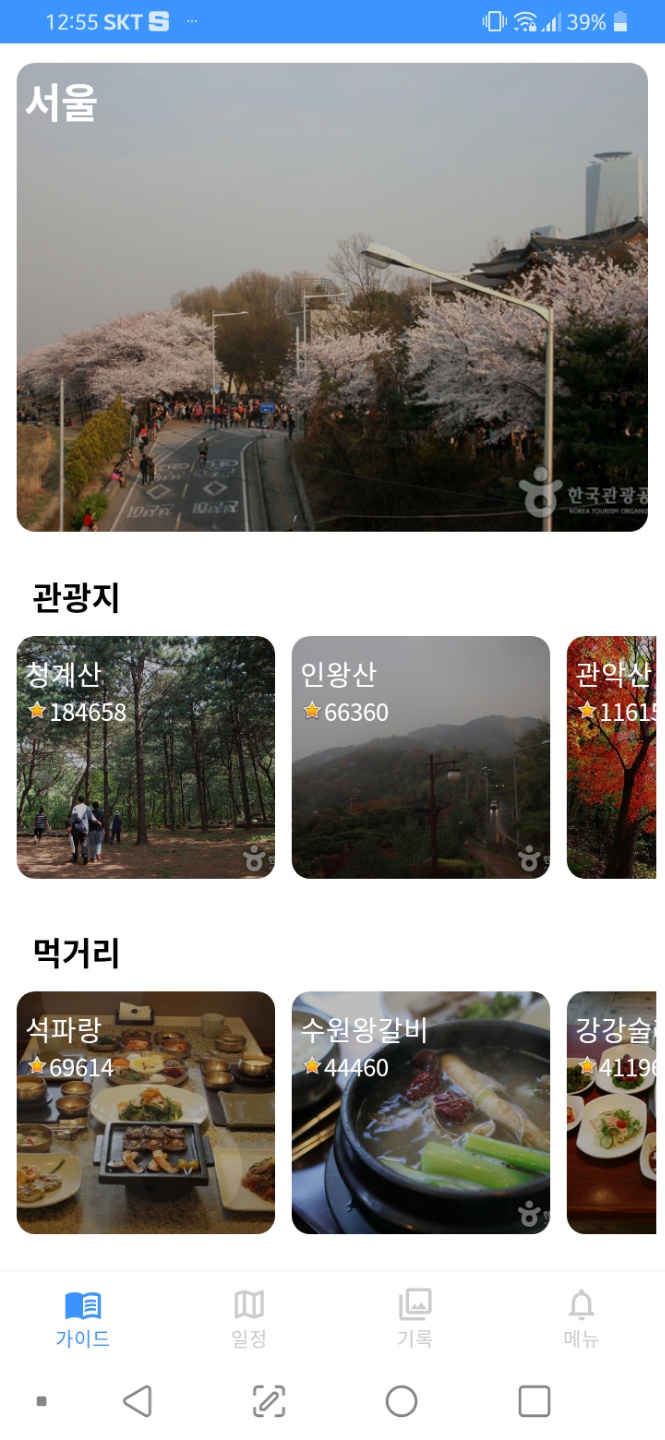 12:55 SKT S ...
39%
서울
한국관광공
KOREA TOURISM ORGANIZ
관광지
청계산
184658
인왕산
66360
관악산
11615
먹거리
석파랑
69614
수원왕갈비
44460
강강술
41196
가이드
일정
기록
메뉴